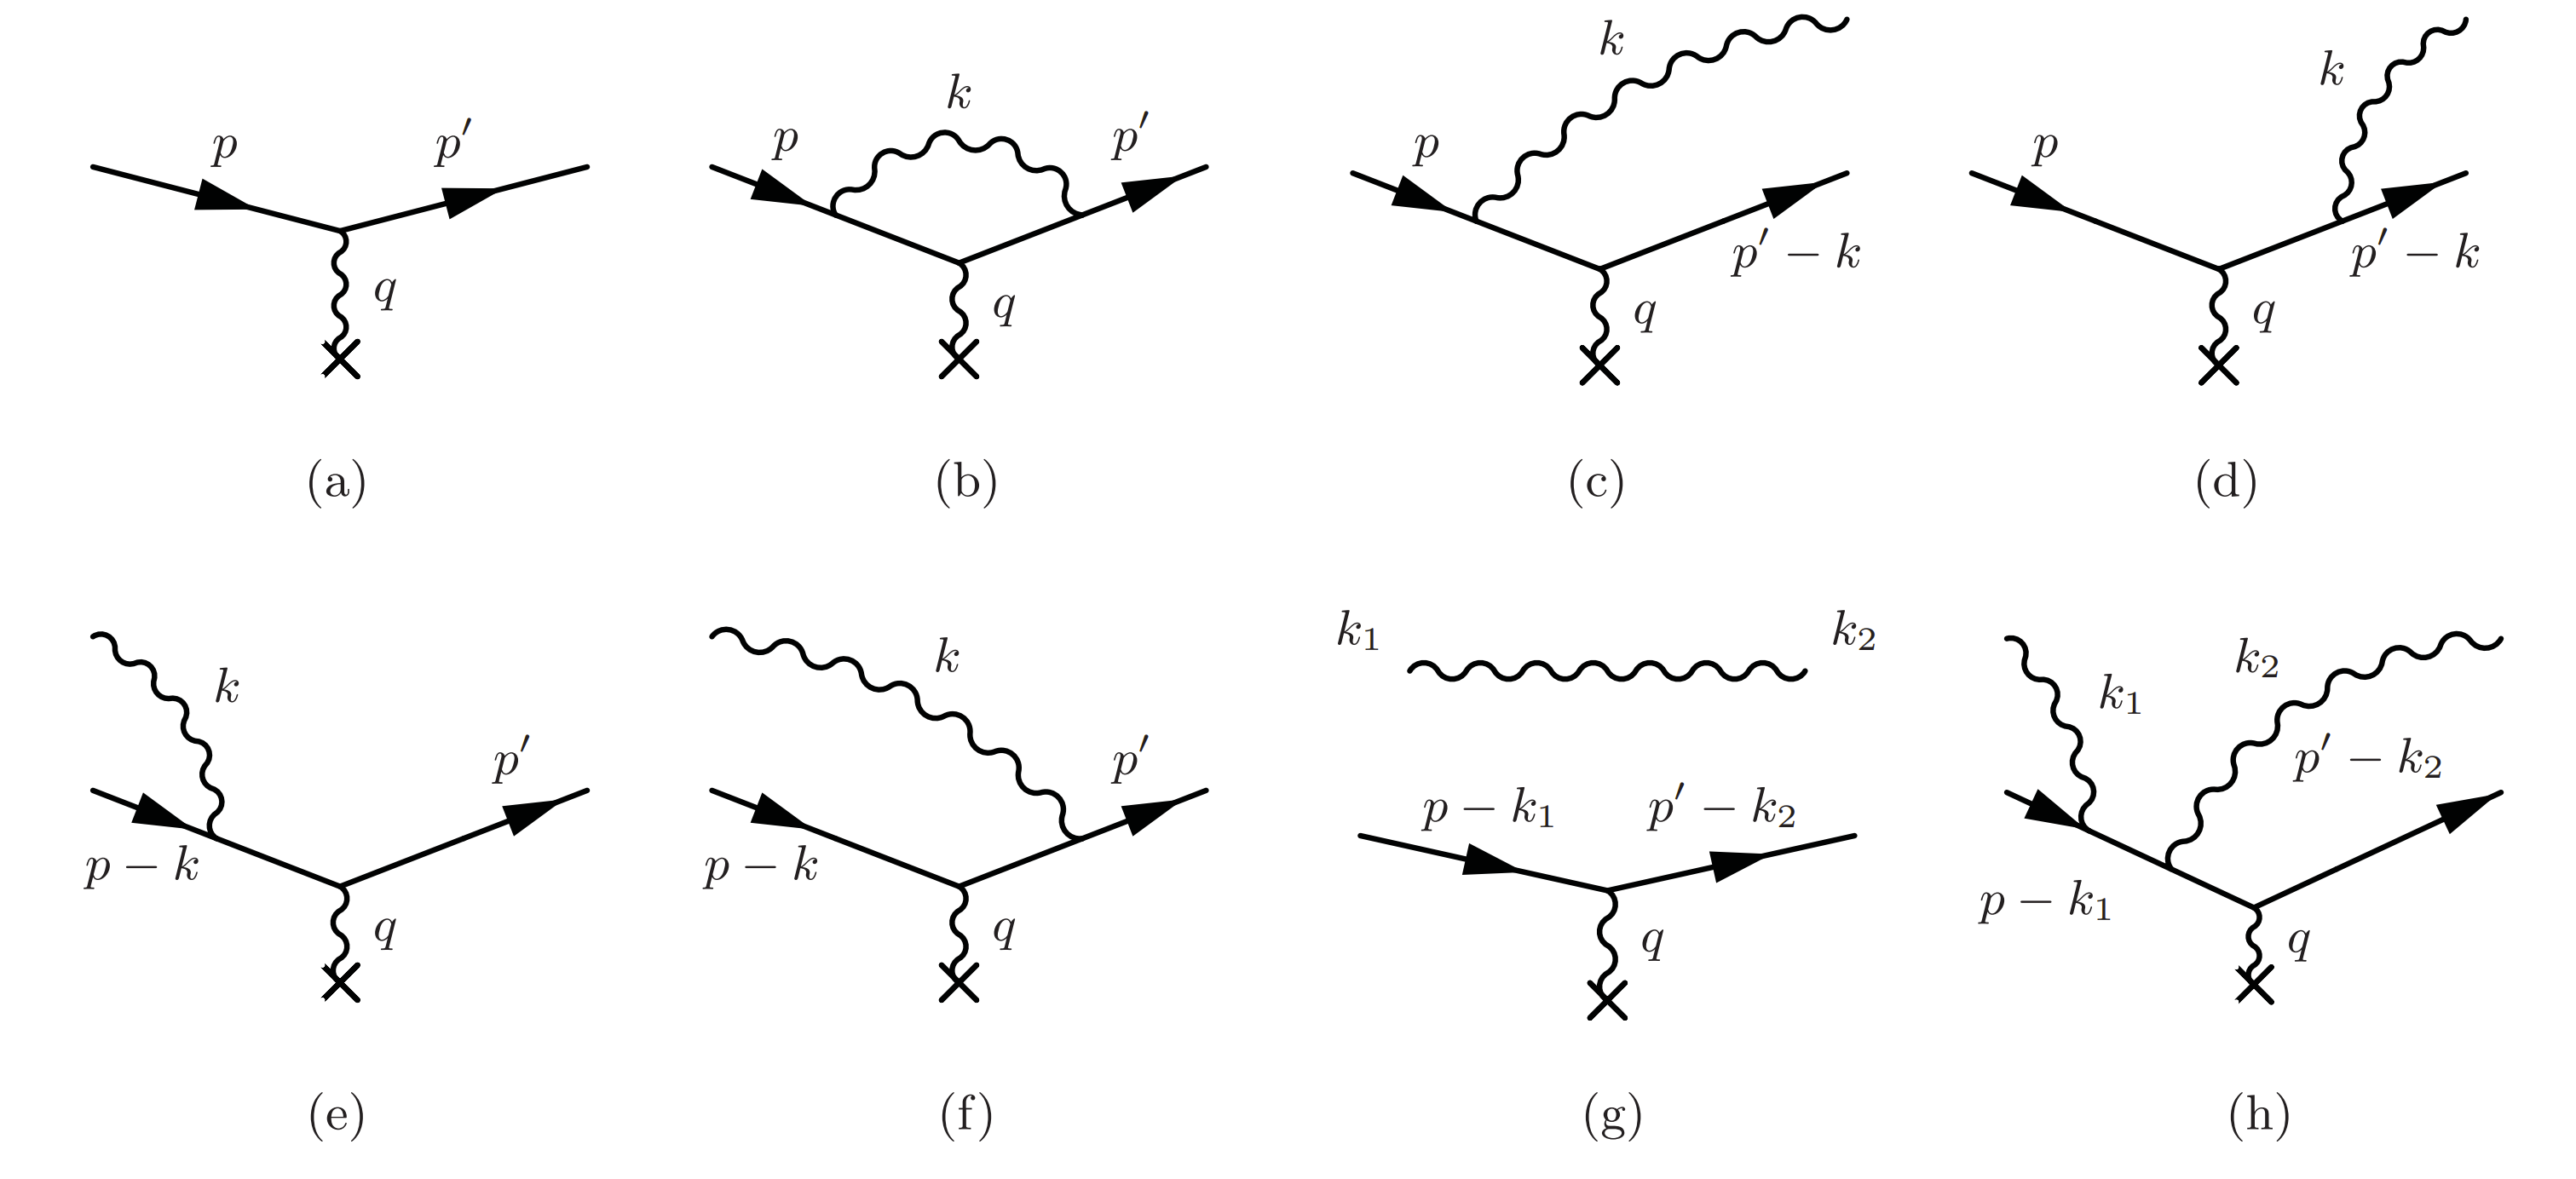 p p′ q
(a)
k p p′ q
(b)
k p p′ − k q
(c)
k p p′ − k q
(d)
k p − k p′ q
(e)
k p − k p′ q
(f)
k₁ k₂
p − k₁ p′ − k₂
q
(g)
k₁ k₂ p′ − k₂
p − k₁ q
(h)